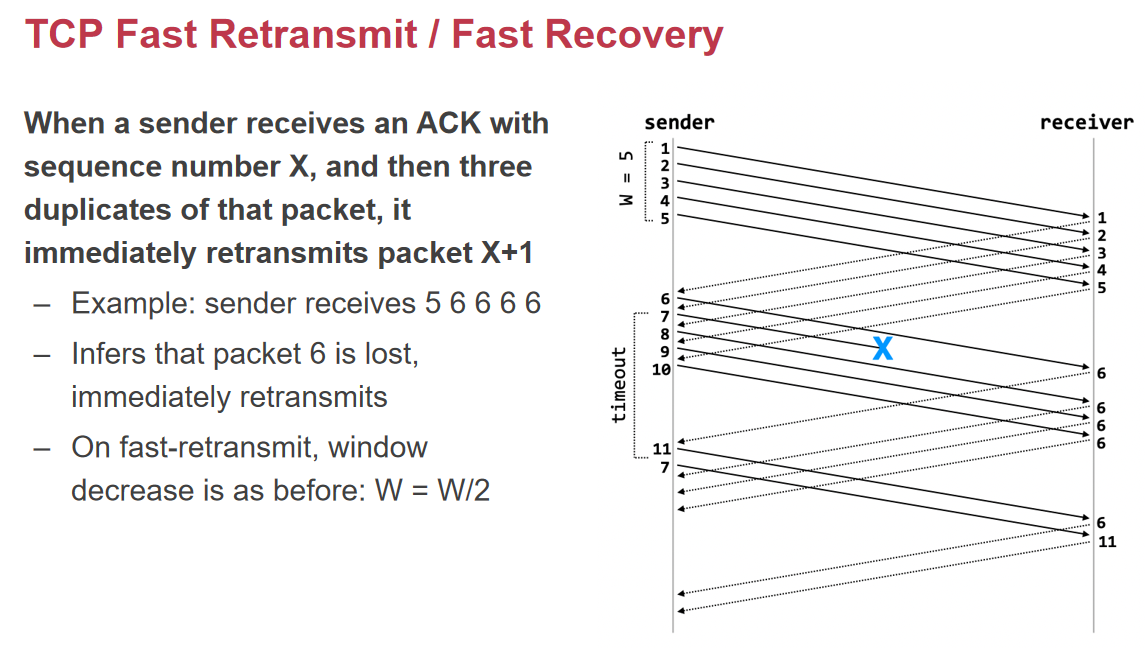 TCP Fast Retransmit / Fast Recovery
When a sender receives an ACK with
sequence number X, and then three
duplicates of that packet, it
immediately retransmits packet X+1
– Example: sender receives 5 6 6 6 6
– Infers that packet 6 is lost,
immediately retransmits
– On fast-retransmit, window
decrease is as before: W = W/2
sender
receiver
W = 5
1
2
3
4
5
1
2
3
4
5
6
7
8
9
10
X
timeout
6
6
6
6
11
7
6
11